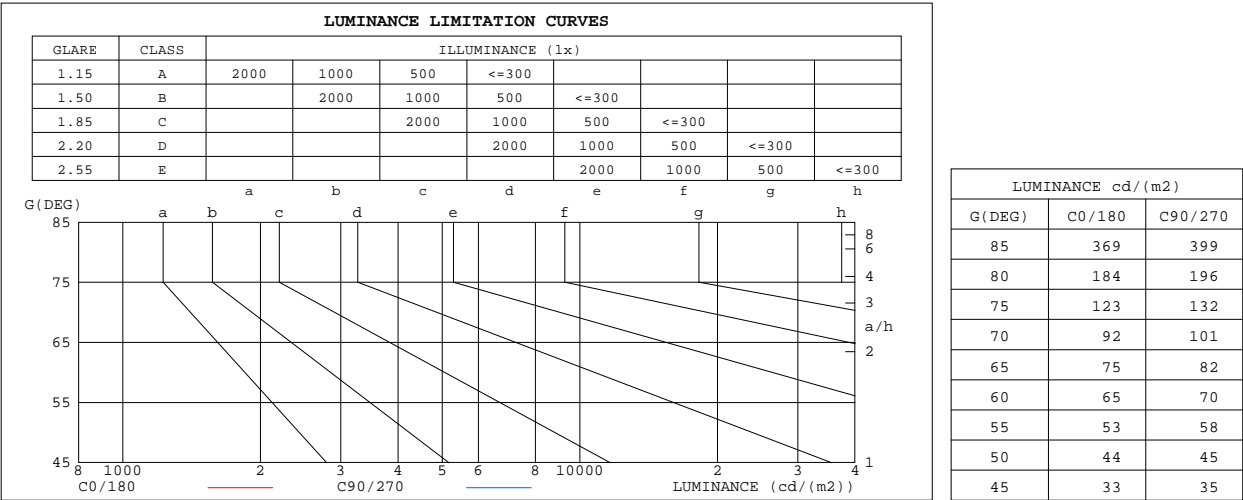 LUMINANCE LIMITATION CURVES
GLARE CLASS ILLUMINANCE (lx)
1.15 A 2000 1000 500 <=300
1.50 B 2000 1000 500 <=300
1.85 C 2000 1000 500 <=300
2.20 D 2000 1000 500 <=300
2.55 E 2000 1000 500 <=300
a b c d e f g h
G(DEG)
a b c d e f g h
85
75
65
55
45
8
6
4
3
a/h
2
1
8 1000 2 3 4 5 6 8 10000 2 3 4
C0/180 C90/270 LUMINANCE (cd/(m2))
LUMINANCE cd/(m2)
G(DEG) C0/180 C90/270
85 369 399
80 184 196
75 123 132
70 92 101
65 75 82
60 65 70
55 53 58
50 44 45
45 33 35